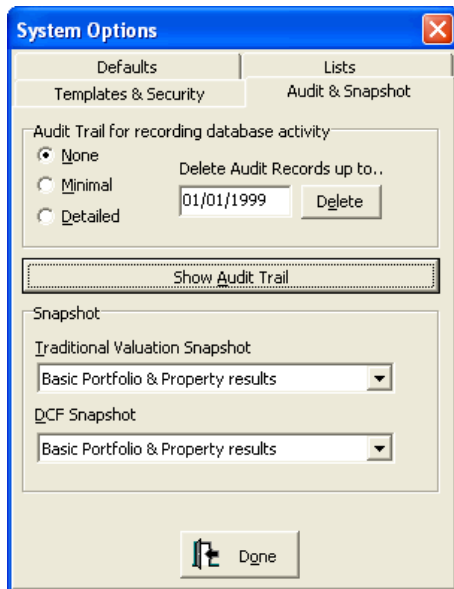 System Options
Defaults Lists
Templates & Security Audit & Snapshot
Audit Trail for recording database activity
None
Minimal
Detailed
Delete Audit Records up to..
01/01/1999 Delete
Show Audit Trail
Snapshot
Traditional Valuation Snapshot
Basic Portfolio & Property results
DCF Snapshot
Basic Portfolio & Property results
Done